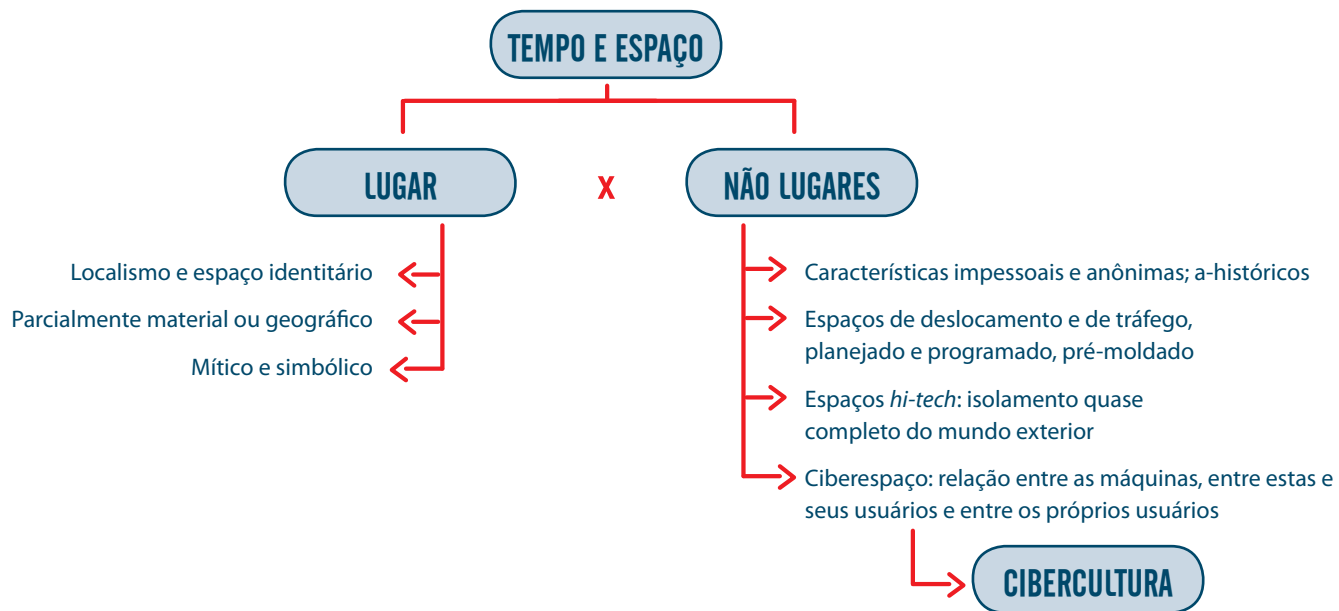 TEMPO E ESPAÇO
LUGAR
X
NÃO LUGARES
Localismo e espaço identitário
Parcialmente material ou geográfico
Mítico e simbólico
Características impessoais e anônimas; a-históricos
Espaços de deslocamento e de tráfego,
planejado e programado, pré-moldado
Espaços hi-tech: isolamento quase
completo do mundo exterior
Ciberespaço: relação entre as máquinas, entre estas e
seus usuários e entre os próprios usuários
CIBERCULTURA